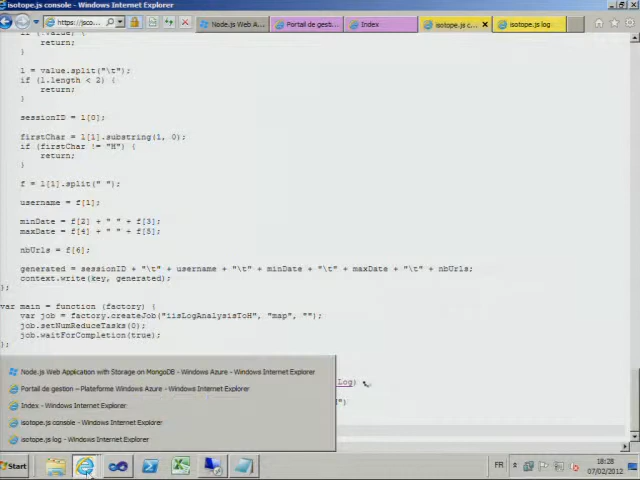 isotope.js console - Windows Internet Explorer
https://jsco...
Node.js Web A...
Portail de gesti...
Index
isotope.js c...
isotope.js log
return;
}
l = value.split("\t");
if (l.length < 2) {
return;
}
sessionID = l[0];
firstChar = l[1].substring(1, 0);
if (firstChar != "H")
return;
}
f = l[1].split(" ");
username = f[1];
minDate = f[2] + " " + f[3];
maxDate = f[4] + " " + f[5];
nbUrls = f[6];
generated = sessionID + "\t" + username + "\t" + minDate + "\t" + maxDate + "\t" + nbUrls;
context.write(key, generated);
};
var main = function (factory) {
var job = factory.createJob("iisLogAnalysisToH", "map", "");
job.setNumReduceTasks(0);
job.waitForCompletion(true);
};
Node.js Web Application with Storage on MongoDB - Windows Azure - Windows Internet Explorer
Portail de gestion – Plateforme Windows Azure - Windows Internet Explorer
Log)
Index - Windows Internet Explorer
")
isotope.js console - Windows Internet Explorer
isotope.js log - Windows Internet Explorer
Start
FR
18:28
07/02/2012